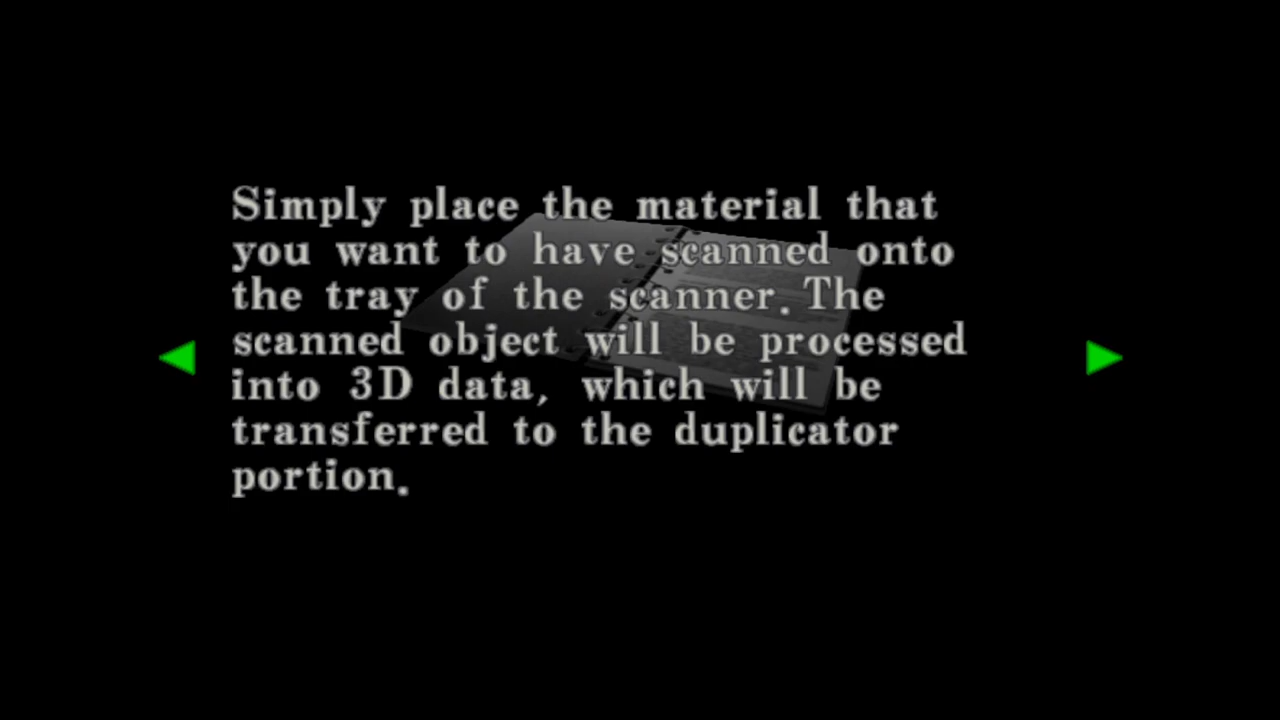 Simply place the material that
you want to have scanned onto
the tray of the scanner. The
scanned object will be processed
into 3D data, which will be
transferred to the duplicator
portion.